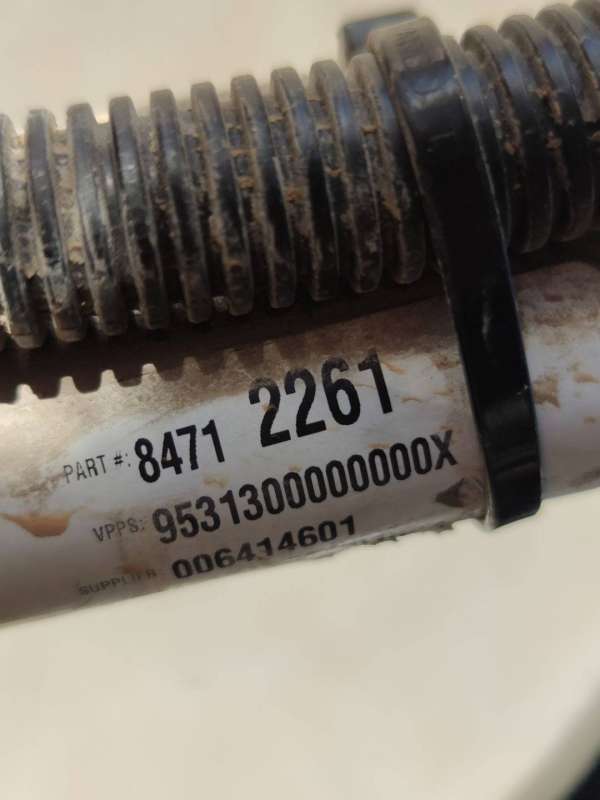 PART #: 8471 2261
VPPS: 9531300000000X
SUPPLIER: 006414601